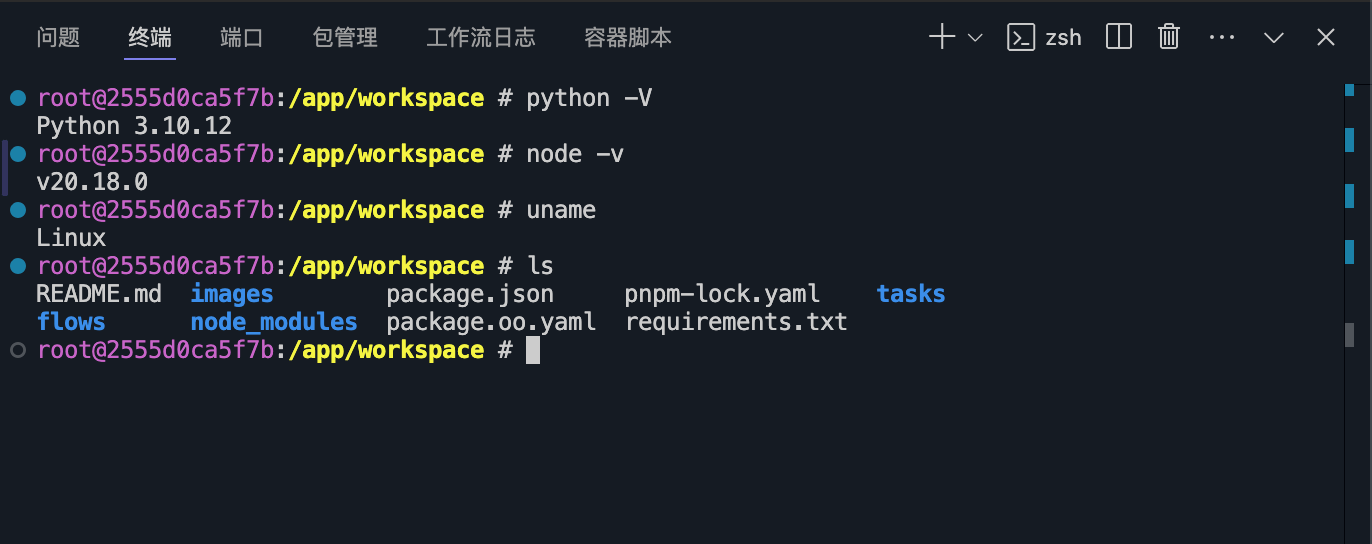 问题 终端 端口 包管理 工作流日志 容器脚本 zsh
root@2555d0ca5f7b:/app/workspace # python -V
Python 3.10.12
root@2555d0ca5f7b:/app/workspace # node -v
v20.18.0
root@2555d0ca5f7b:/app/workspace # uname
Linux
root@2555d0ca5f7b:/app/workspace # ls
README.md images package.json pnpm-lock.yaml tasks
flows node_modules package.oo.yaml requirements.txt
root@2555d0ca5f7b:/app/workspace #